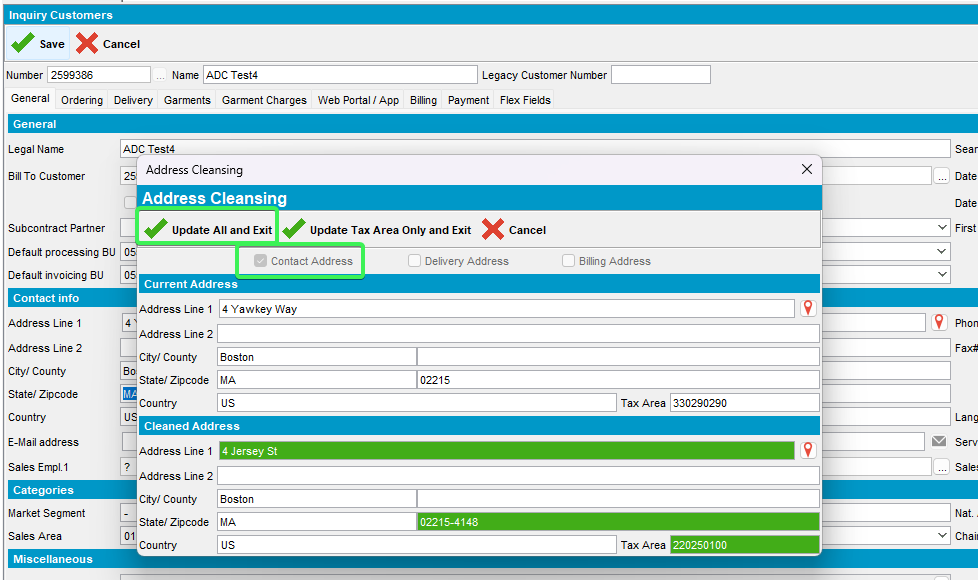 Inquiry Customers
Save Cancel
Number 2599386 ... Name ADC Test4 Legacy Customer Number
General Ordering Delivery Garments Garment Charges Web Portal / App Billing Payment Flex Fields
General
Legal Name ADC Test4 Sear
Bill To Customer 25 ... Date
Date
Subcontract Partner First
Default processing BU 05
Default invoicing BU 05
Contact info
Address Line 1 4 Phon
Address Line 2 Fax#
City/ County Bo
State/ Zipcode MA
Country US Lang
E-Mail address Serv
Sales Empl.1 ? ... Sales
Categories
Market Segment - Nat.
Sales Area 01 Chain
Miscellaneous
Address Cleansing
Address Cleansing
Update All and Exit Update Tax Area Only and Exit Cancel
Contact Address Delivery Address Billing Address
Current Address
Address Line 1 4 Yawkey Way
Address Line 2
City/ County Boston
State/ Zipcode MA 02215
Country US Tax Area 330290290
Cleaned Address
Address Line 1 4 Jersey St
Address Line 2
City/ County Boston
State/ Zipcode MA 02215-4148
Country US Tax Area 220250100